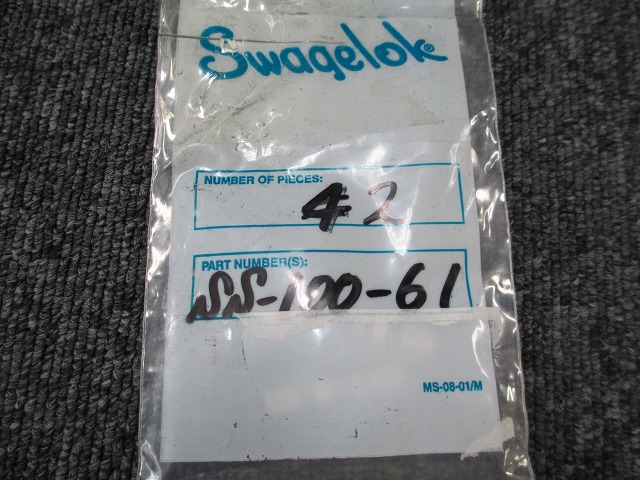 Swagelok®
NUMBER OF PIECES:
42
PART NUMBER(S):
SS-100-61
MS-08-01/M